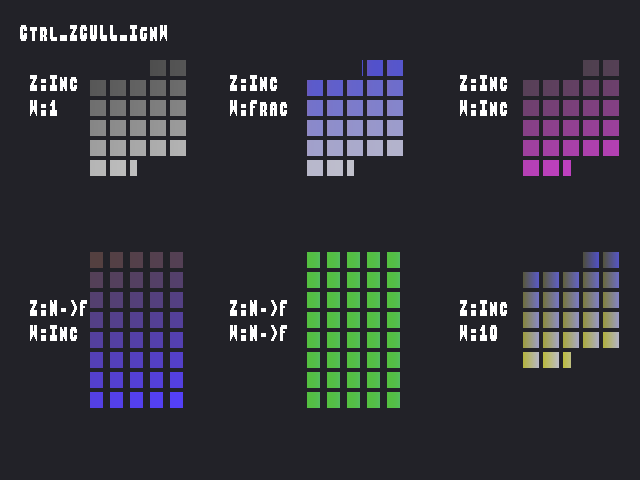 Ctrl_ZCULL_IgnW
Z:Inc
W:1
Z:Inc
W:frac
Z:Inc
W:Inc
Z:N->f
W:Inc
Z:N->f
W:N->f
Z:Inc
W:10